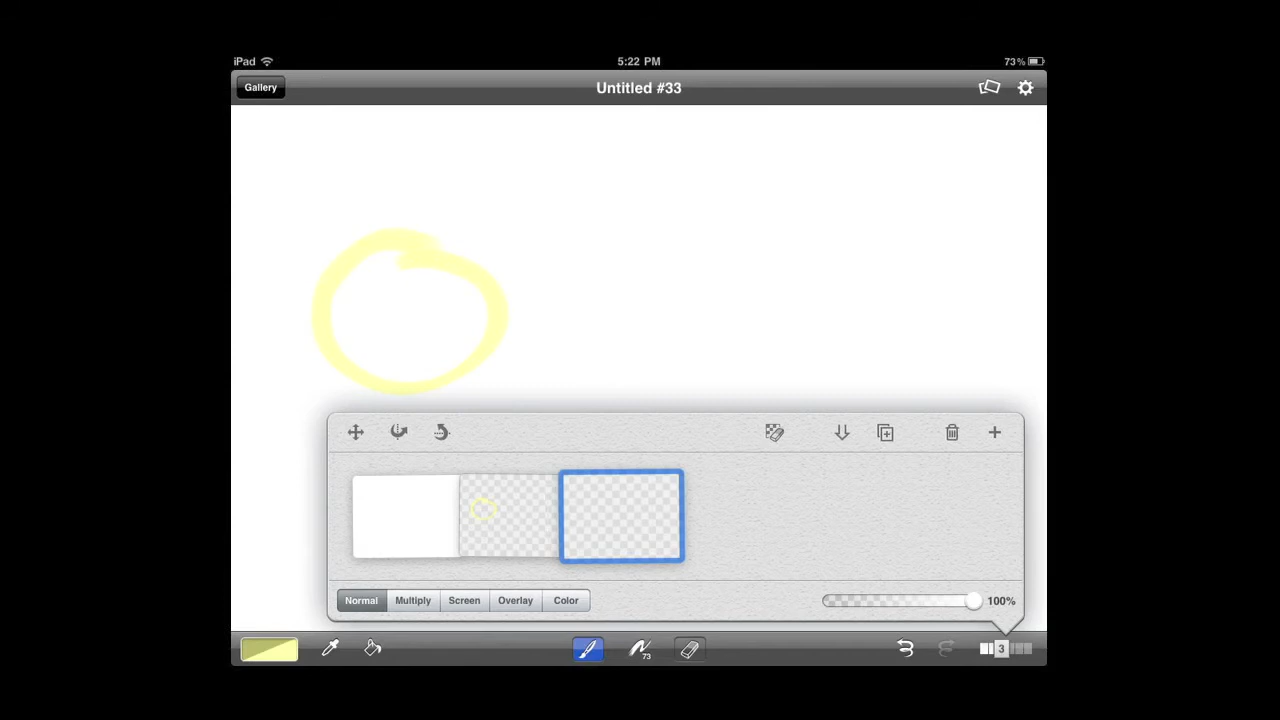 iPad 5:22 PM 73%
Gallery Untitled #33
Normal Multiply Screen Overlay Color 100%
73 3